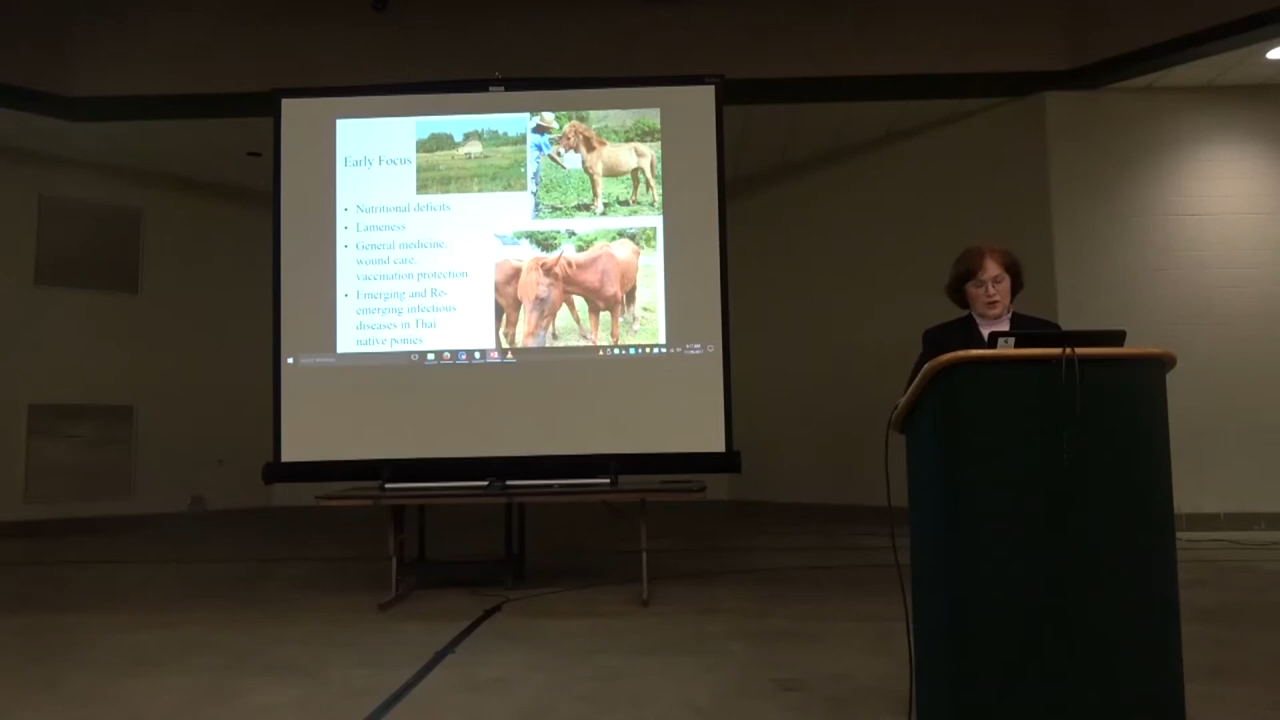 Early Focus
• Nutritional deficits
• Lameness
• General medicine,
wound care,
vaccination protection
• Emerging and Re-
emerging infectious
diseases in Thai
native ponies